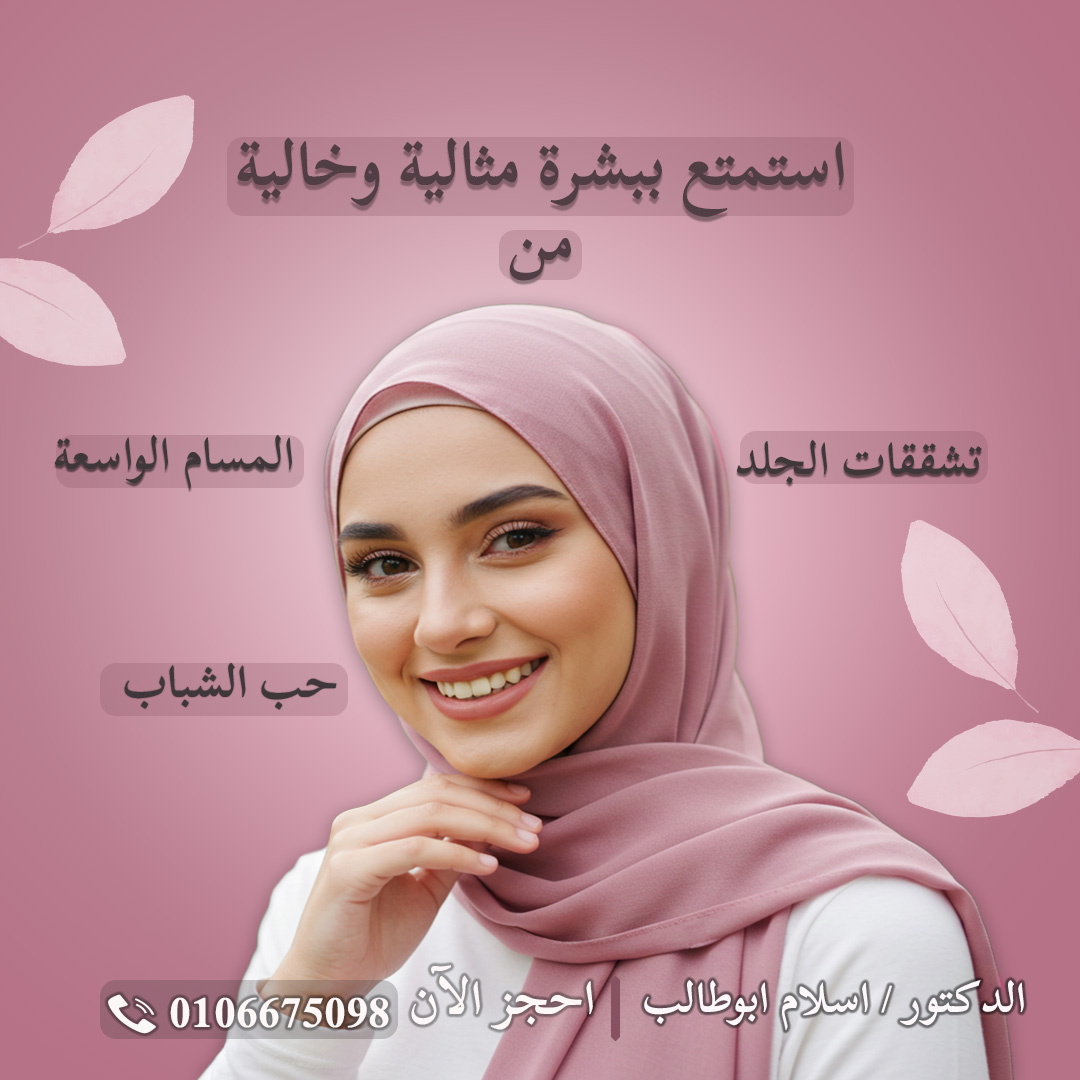 استمتع ببشرة مثالية وخالية
من
تشققات الجلد
المسام الواسعة
حب الشباب
الدكتور / اسلام ابوطالب | احجز الآن 0106675098